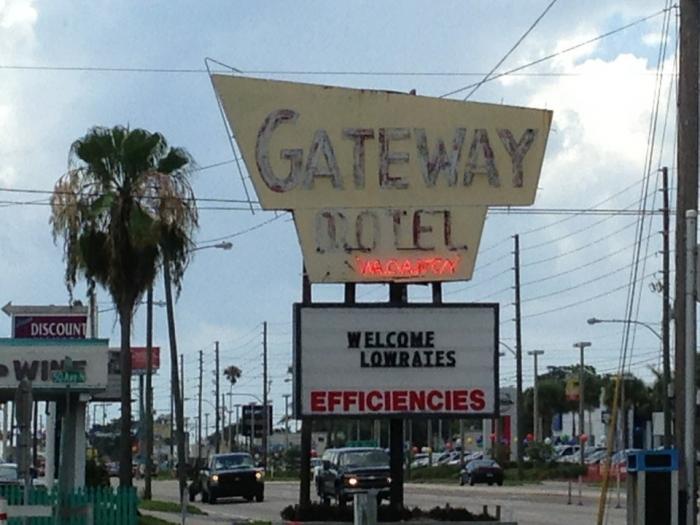 GATEWAY
MOTEL
VACANCY
WELCOME
LOWRATES
EFFICIENCIES
DISCOUNT
WINE